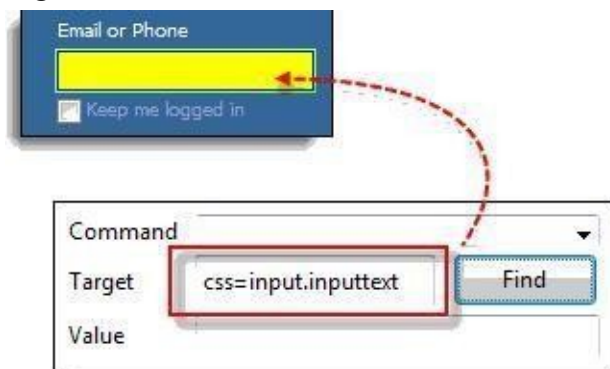 Email or Phone
Keep me logged in
Command
Target css=input.inputtext Find
Value